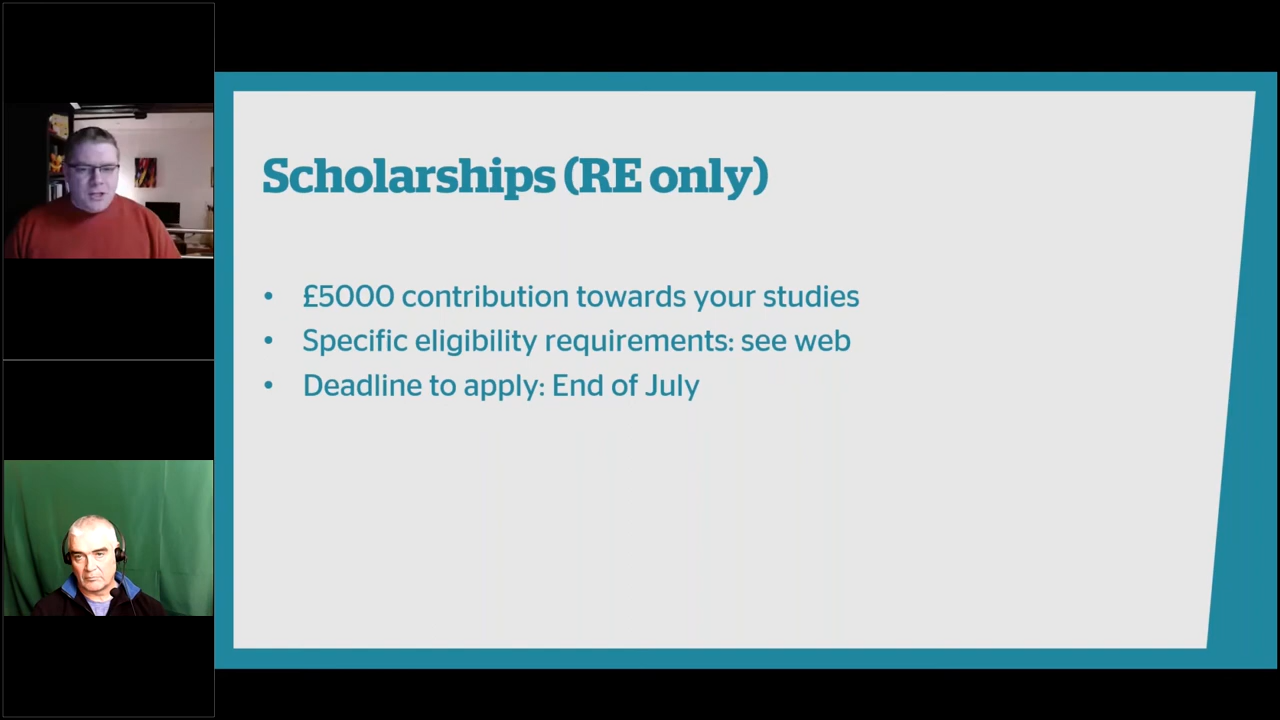 Scholarships (RE only)
• £5000 contribution towards your studies
• Specific eligibility requirements: see web
• Deadline to apply: End of July